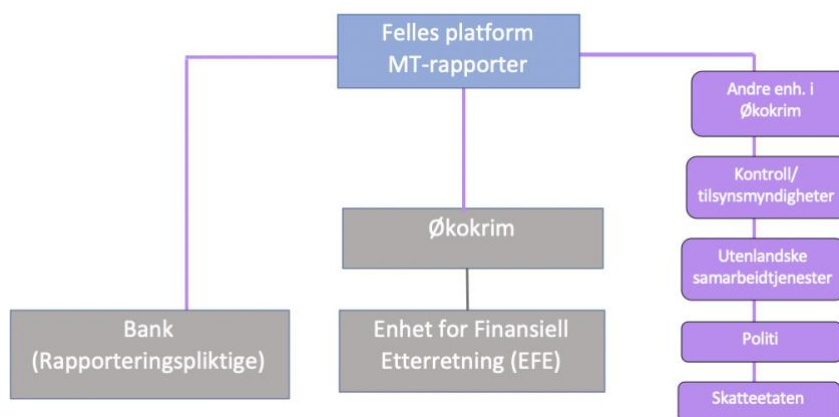 Felles platform
MT-rapporter
Andre enh. i
Økokrim
Kontroll/
tilsynsmyndigheter
Økokrim
Utenlandske
samarbeidtjenester
Bank
(Rapporteringspliktige)
Enhet for Finansiell
Etterretning (EFE)
Politi
Skatteetaten